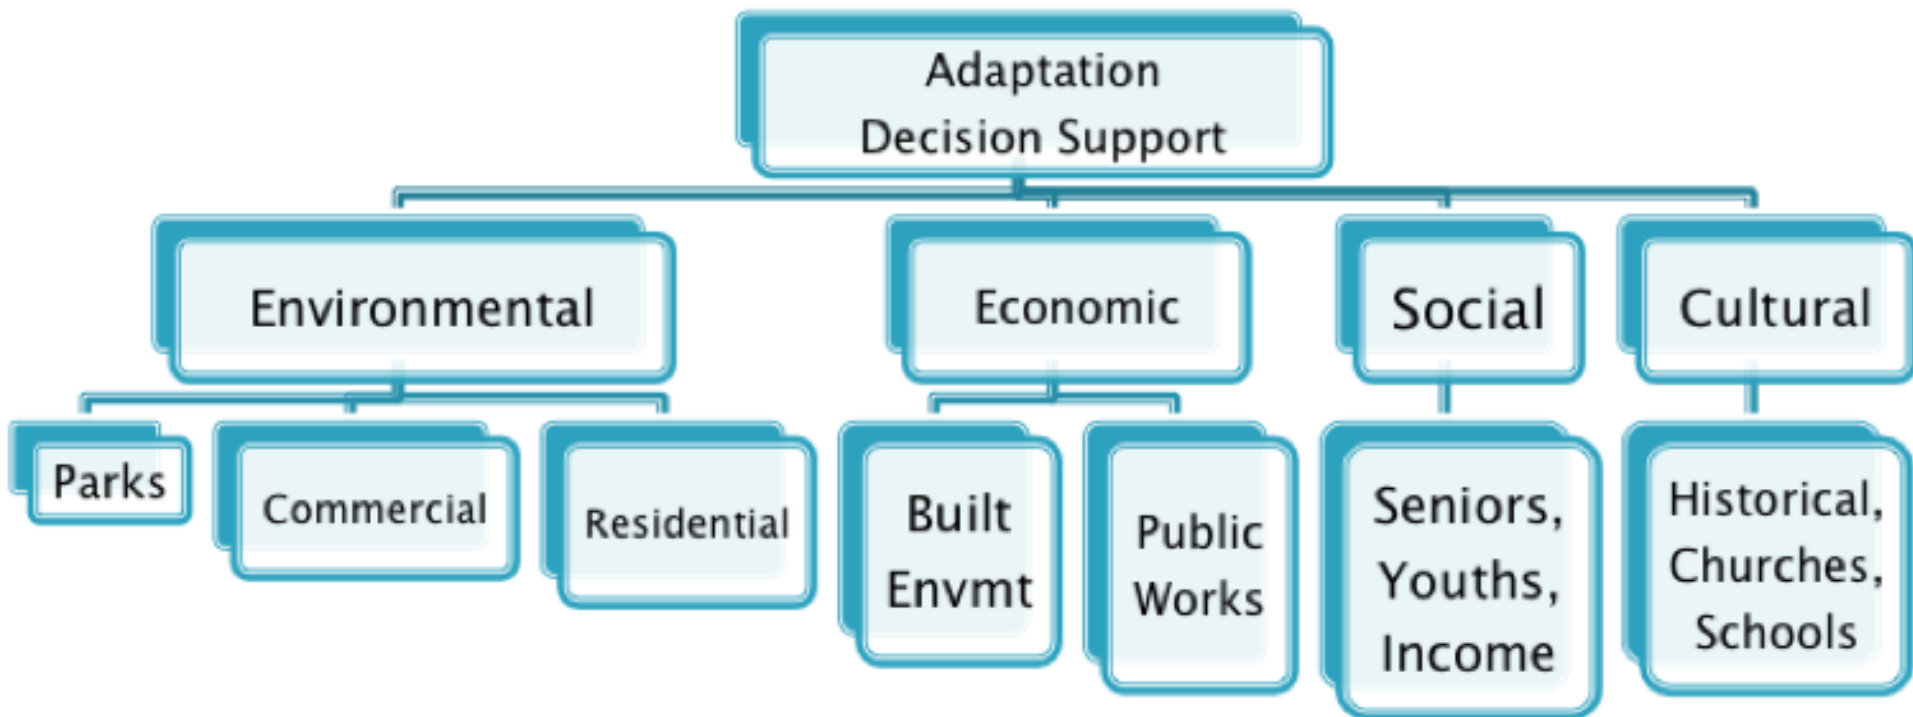 Adaptation
Decision Support
Environmental
Economic
Social
Cultural
Parks
Commercial
Residential
Built
Envmt
Public
Works
Seniors,
Youths,
Income
Historical,
Churches,
Schools